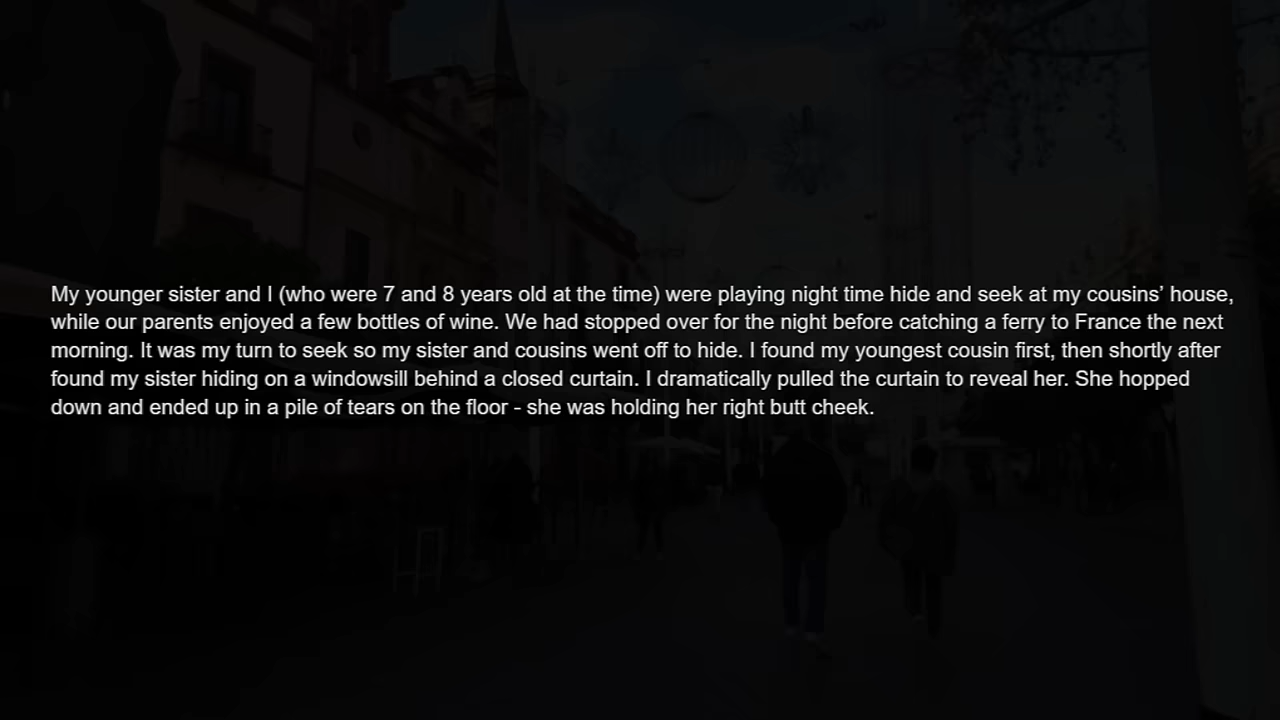 My younger sister and I (who were 7 and 8 years old at the time) were playing night time hide and seek at my cousins’ house,
while our parents enjoyed a few bottles of wine. We had stopped over for the night before catching a ferry to France the next
morning. It was my turn to seek so my sister and cousins went off to hide. I found my youngest cousin first, then shortly after
found my sister hiding on a windowsill behind a closed curtain. I dramatically pulled the curtain to reveal her. She hopped
down and ended up in a pile of tears on the floor - she was holding her right butt cheek.